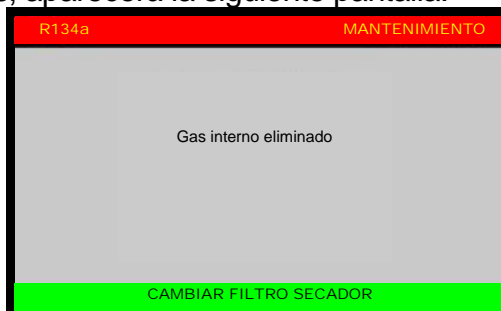 aparecerá la siguiente pantalla:
R134a MANTENIMIENTO
Gas interno eliminado
CAMBIAR FILTRO SECADOR